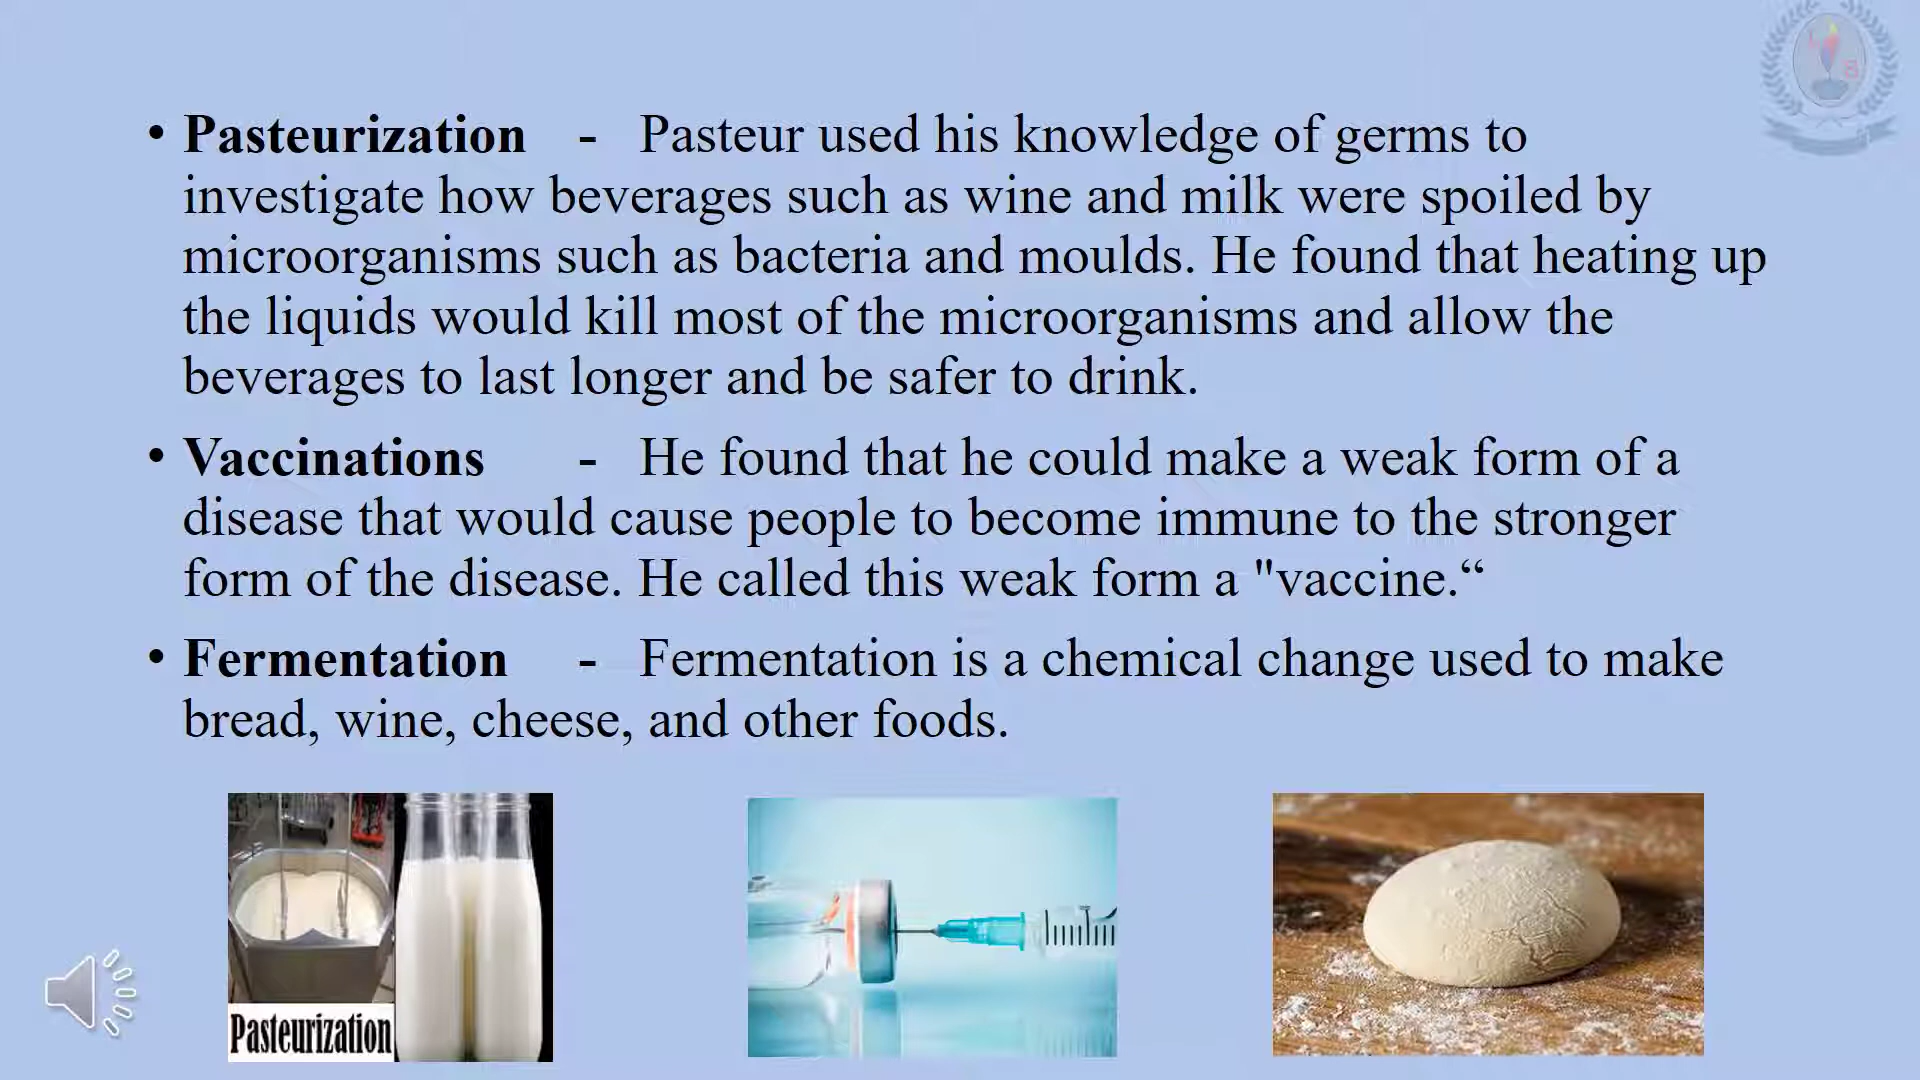 • Pasteurization - Pasteur used his knowledge of germs to
investigate how beverages such as wine and milk were spoiled by
microorganisms such as bacteria and moulds. He found that heating up
the liquids would kill most of the microorganisms and allow the
beverages to last longer and be safer to drink.
• Vaccinations - He found that he could make a weak form of a
disease that would cause people to become immune to the stronger
form of the disease. He called this weak form a "vaccine.“
• Fermentation - Fermentation is a chemical change used to make
bread, wine, cheese, and other foods.
Pasteurization